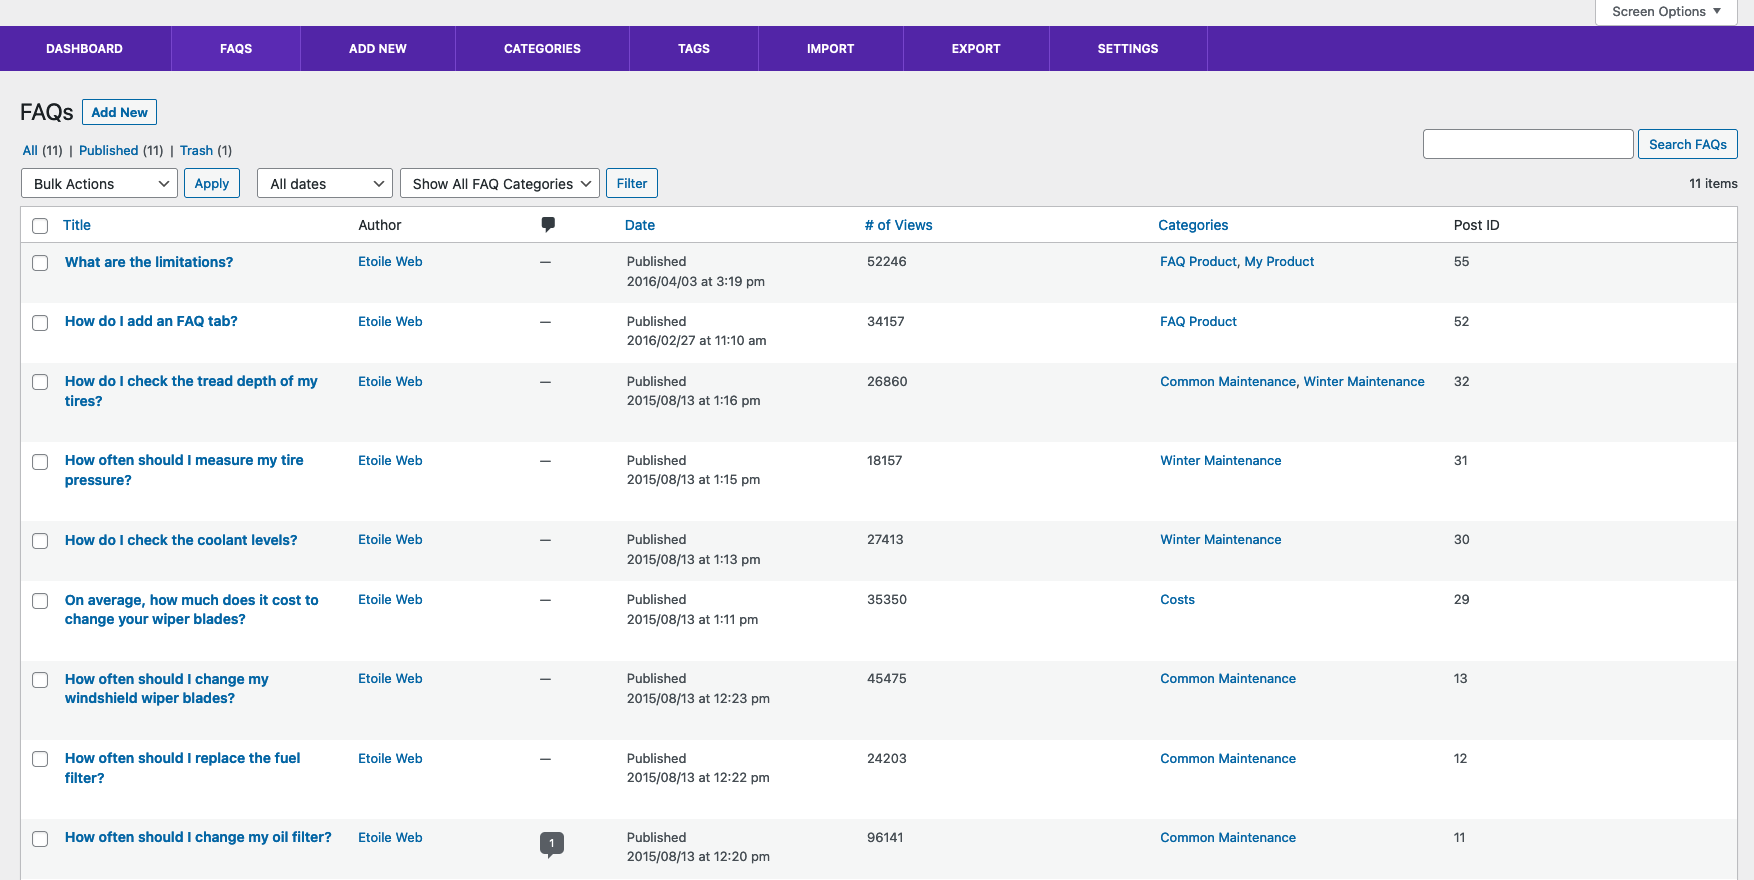 Screen Options
DASHBOARD FAQS ADD NEW CATEGORIES TAGS IMPORT EXPORT SETTINGS
FAQs Add New
All (11) | Published (11) | Trash (1)
Search FAQs
Bulk Actions Apply All dates Show All FAQ Categories Filter 11 items
Title Author Date # of Views Categories Post ID
What are the limitations? Etoile Web — Published 52246 FAQ Product, My Product 55
2016/04/03 at 3:19 pm
How do I add an FAQ tab? Etoile Web — Published 34157 FAQ Product 52
2016/02/27 at 11:10 am
How do I check the tread depth of my Etoile Web — Published 26860 Common Maintenance, Winter Maintenance 32
tires? 2015/08/13 at 1:16 pm
How often should I measure my tire Etoile Web — Published 18157 Winter Maintenance 31
pressure? 2015/08/13 at 1:15 pm
How do I check the coolant levels? Etoile Web — Published 27413 Winter Maintenance 30
2015/08/13 at 1:13 pm
On average, how much does it cost to Etoile Web — Published 35350 Costs 29
change your wiper blades? 2015/08/13 at 1:11 pm
How often should I change my Etoile Web — Published 45475 Common Maintenance 13
windshield wiper blades? 2015/08/13 at 12:23 pm
How often should I replace the fuel Etoile Web — Published 24203 Common Maintenance 12
filter? 2015/08/13 at 12:22 pm
How often should I change my oil filter? Etoile Web 1 Published 96141 Common Maintenance 11
2015/08/13 at 12:20 pm